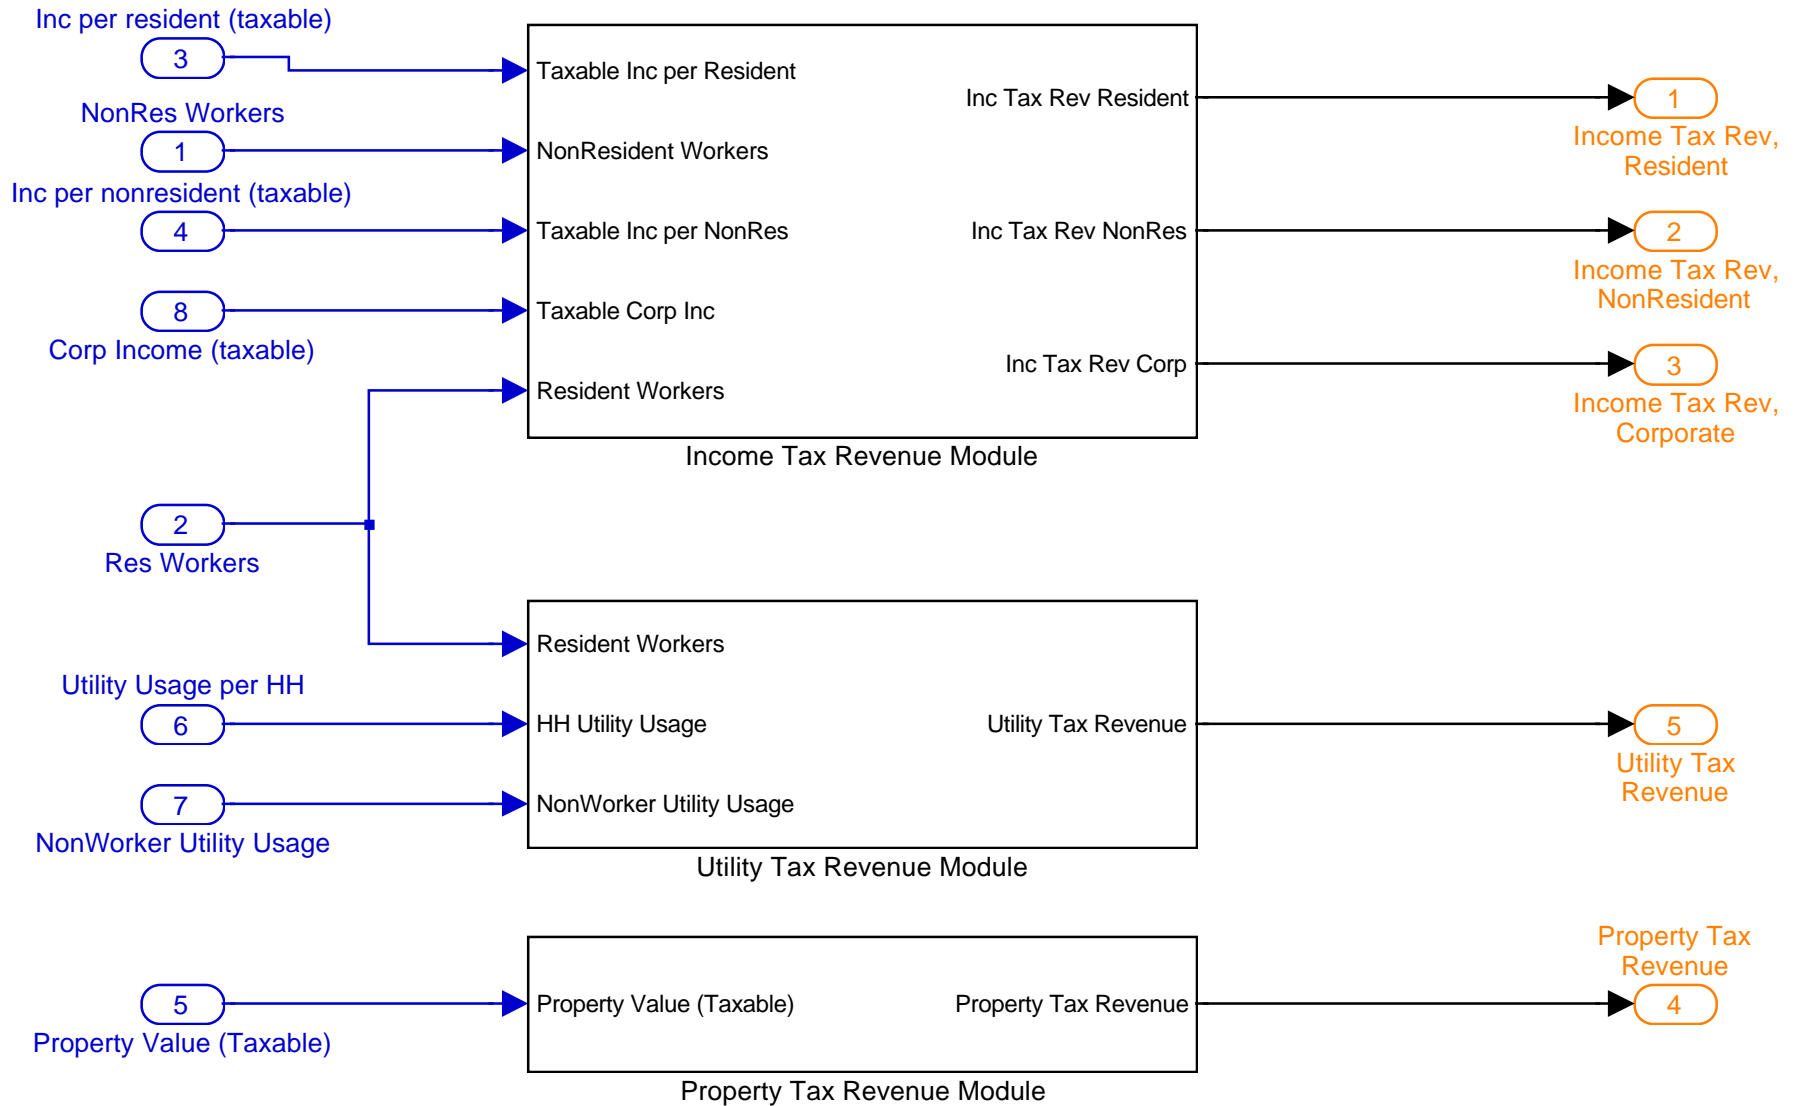 Inc per resident (taxable)
3
NonRes Workers
1
Inc per nonresident (taxable)
4
8
Corp Income (taxable)
2
Res Workers
Utility Usage per HH
6
7
NonWorker Utility Usage
5
Property Value (Taxable)
Taxable Inc per Resident
NonResident Workers
Taxable Inc per NonRes
Taxable Corp Inc
Resident Workers
Inc Tax Rev Resident
Inc Tax Rev NonRes
Inc Tax Rev Corp
Income Tax Revenue Module
Resident Workers
HH Utility Usage
NonWorker Utility Usage
Utility Tax Revenue
Utility Tax Revenue Module
Property Value (Taxable)
Property Tax Revenue
Property Tax Revenue Module
1
Income Tax Rev,
Resident
2
Income Tax Rev,
NonResident
3
Income Tax Rev,
Corporate
5
Utility Tax
Revenue
Property Tax
Revenue
4